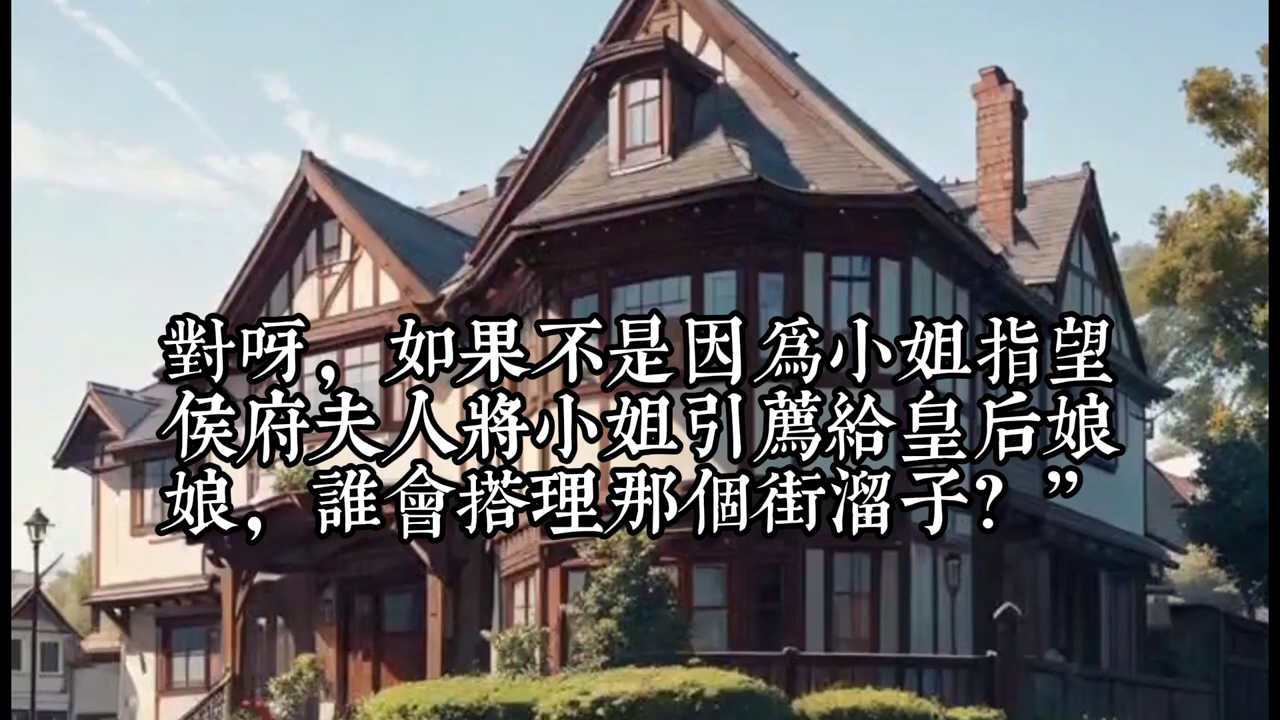 對呀，如果不是因爲小姐指望
侯府夫人將小姐引薦給皇后娘
娘，誰會搭理那個街溜子？”